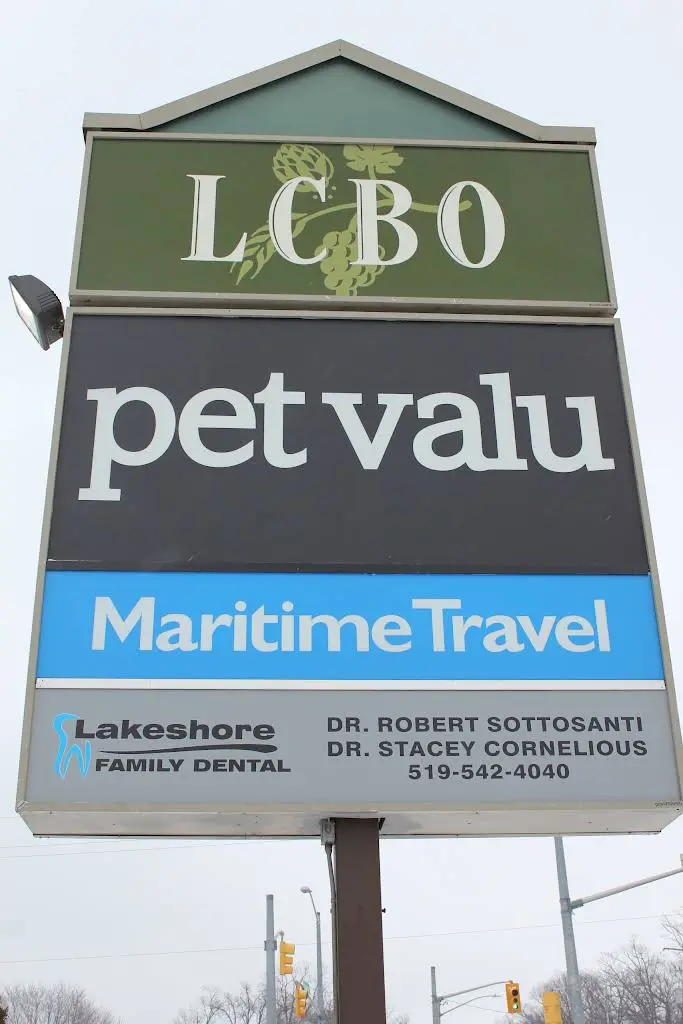 LCBO
pet valu
Maritime Travel
Lakeshore
FAMILY DENTAL
DR. ROBERT SOTTOSANTI
DR. STACEY CORNELIOUS
519-542-4040